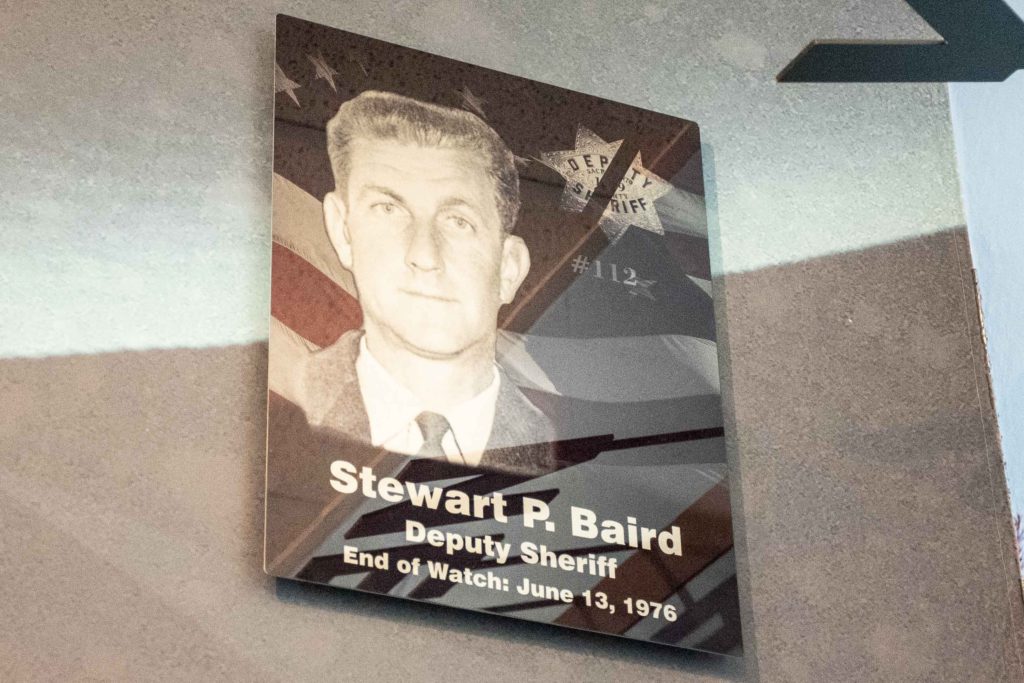 DEPUTY
SHERIFF
#112
Stewart P. Baird
Deputy Sheriff
End of Watch: June 13, 1976